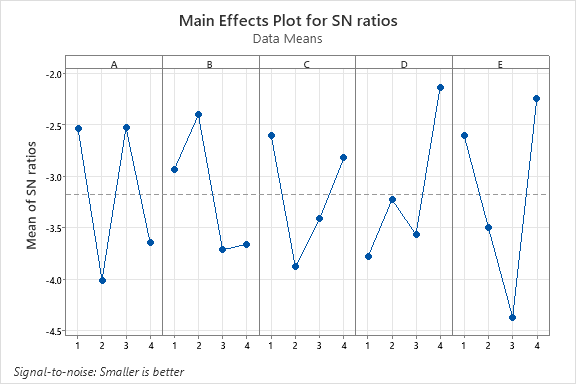 Main Effects Plot for SN ratios
Data Means
A B C D E
Mean of SN ratios
-2.0
-2.5
-3.0
-3.5
-4.0
-4.5
1 2 3 4 1 2 3 4 1 2 3 4 1 2 3 4 1 2 3 4
Signal-to-noise: Smaller is better